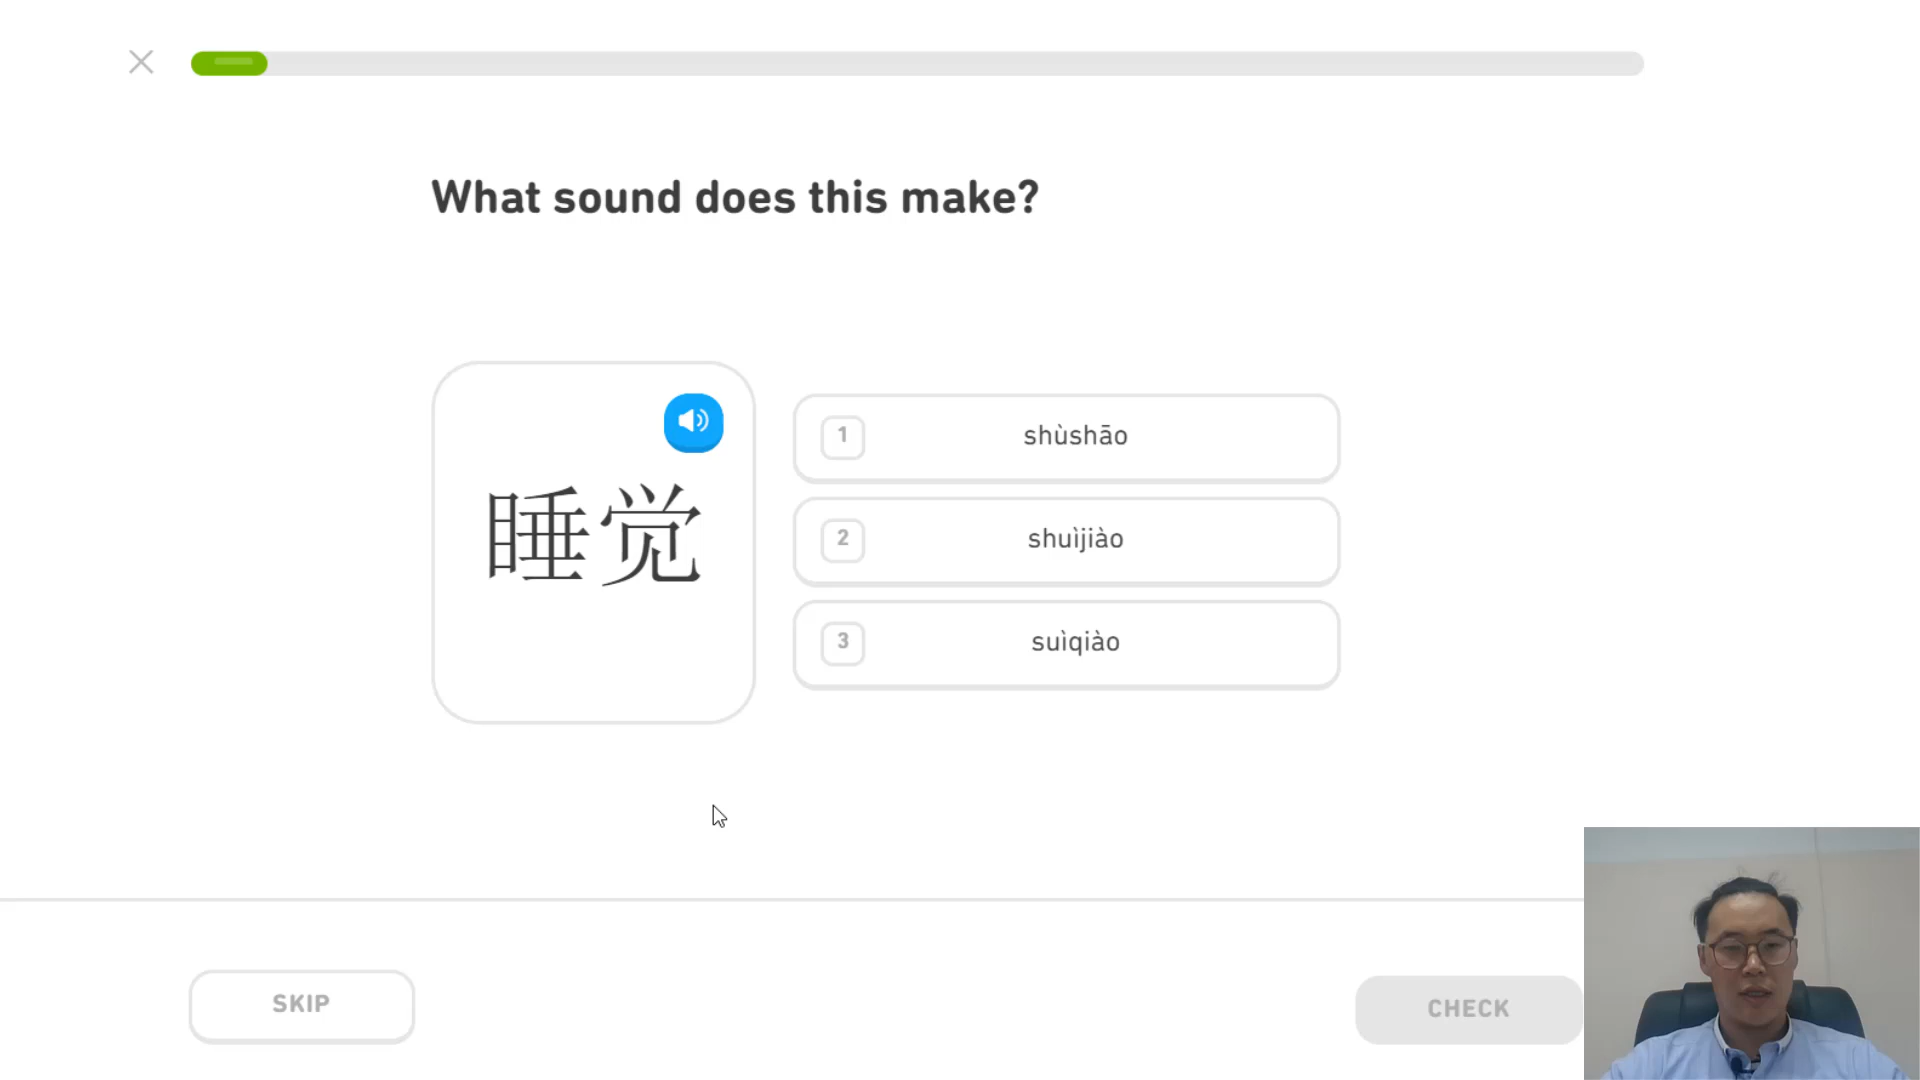 What sound does this make?
睡觉
1 shùshāo
2 shuìjiào
3 suìqiào
SKIP
CHECK